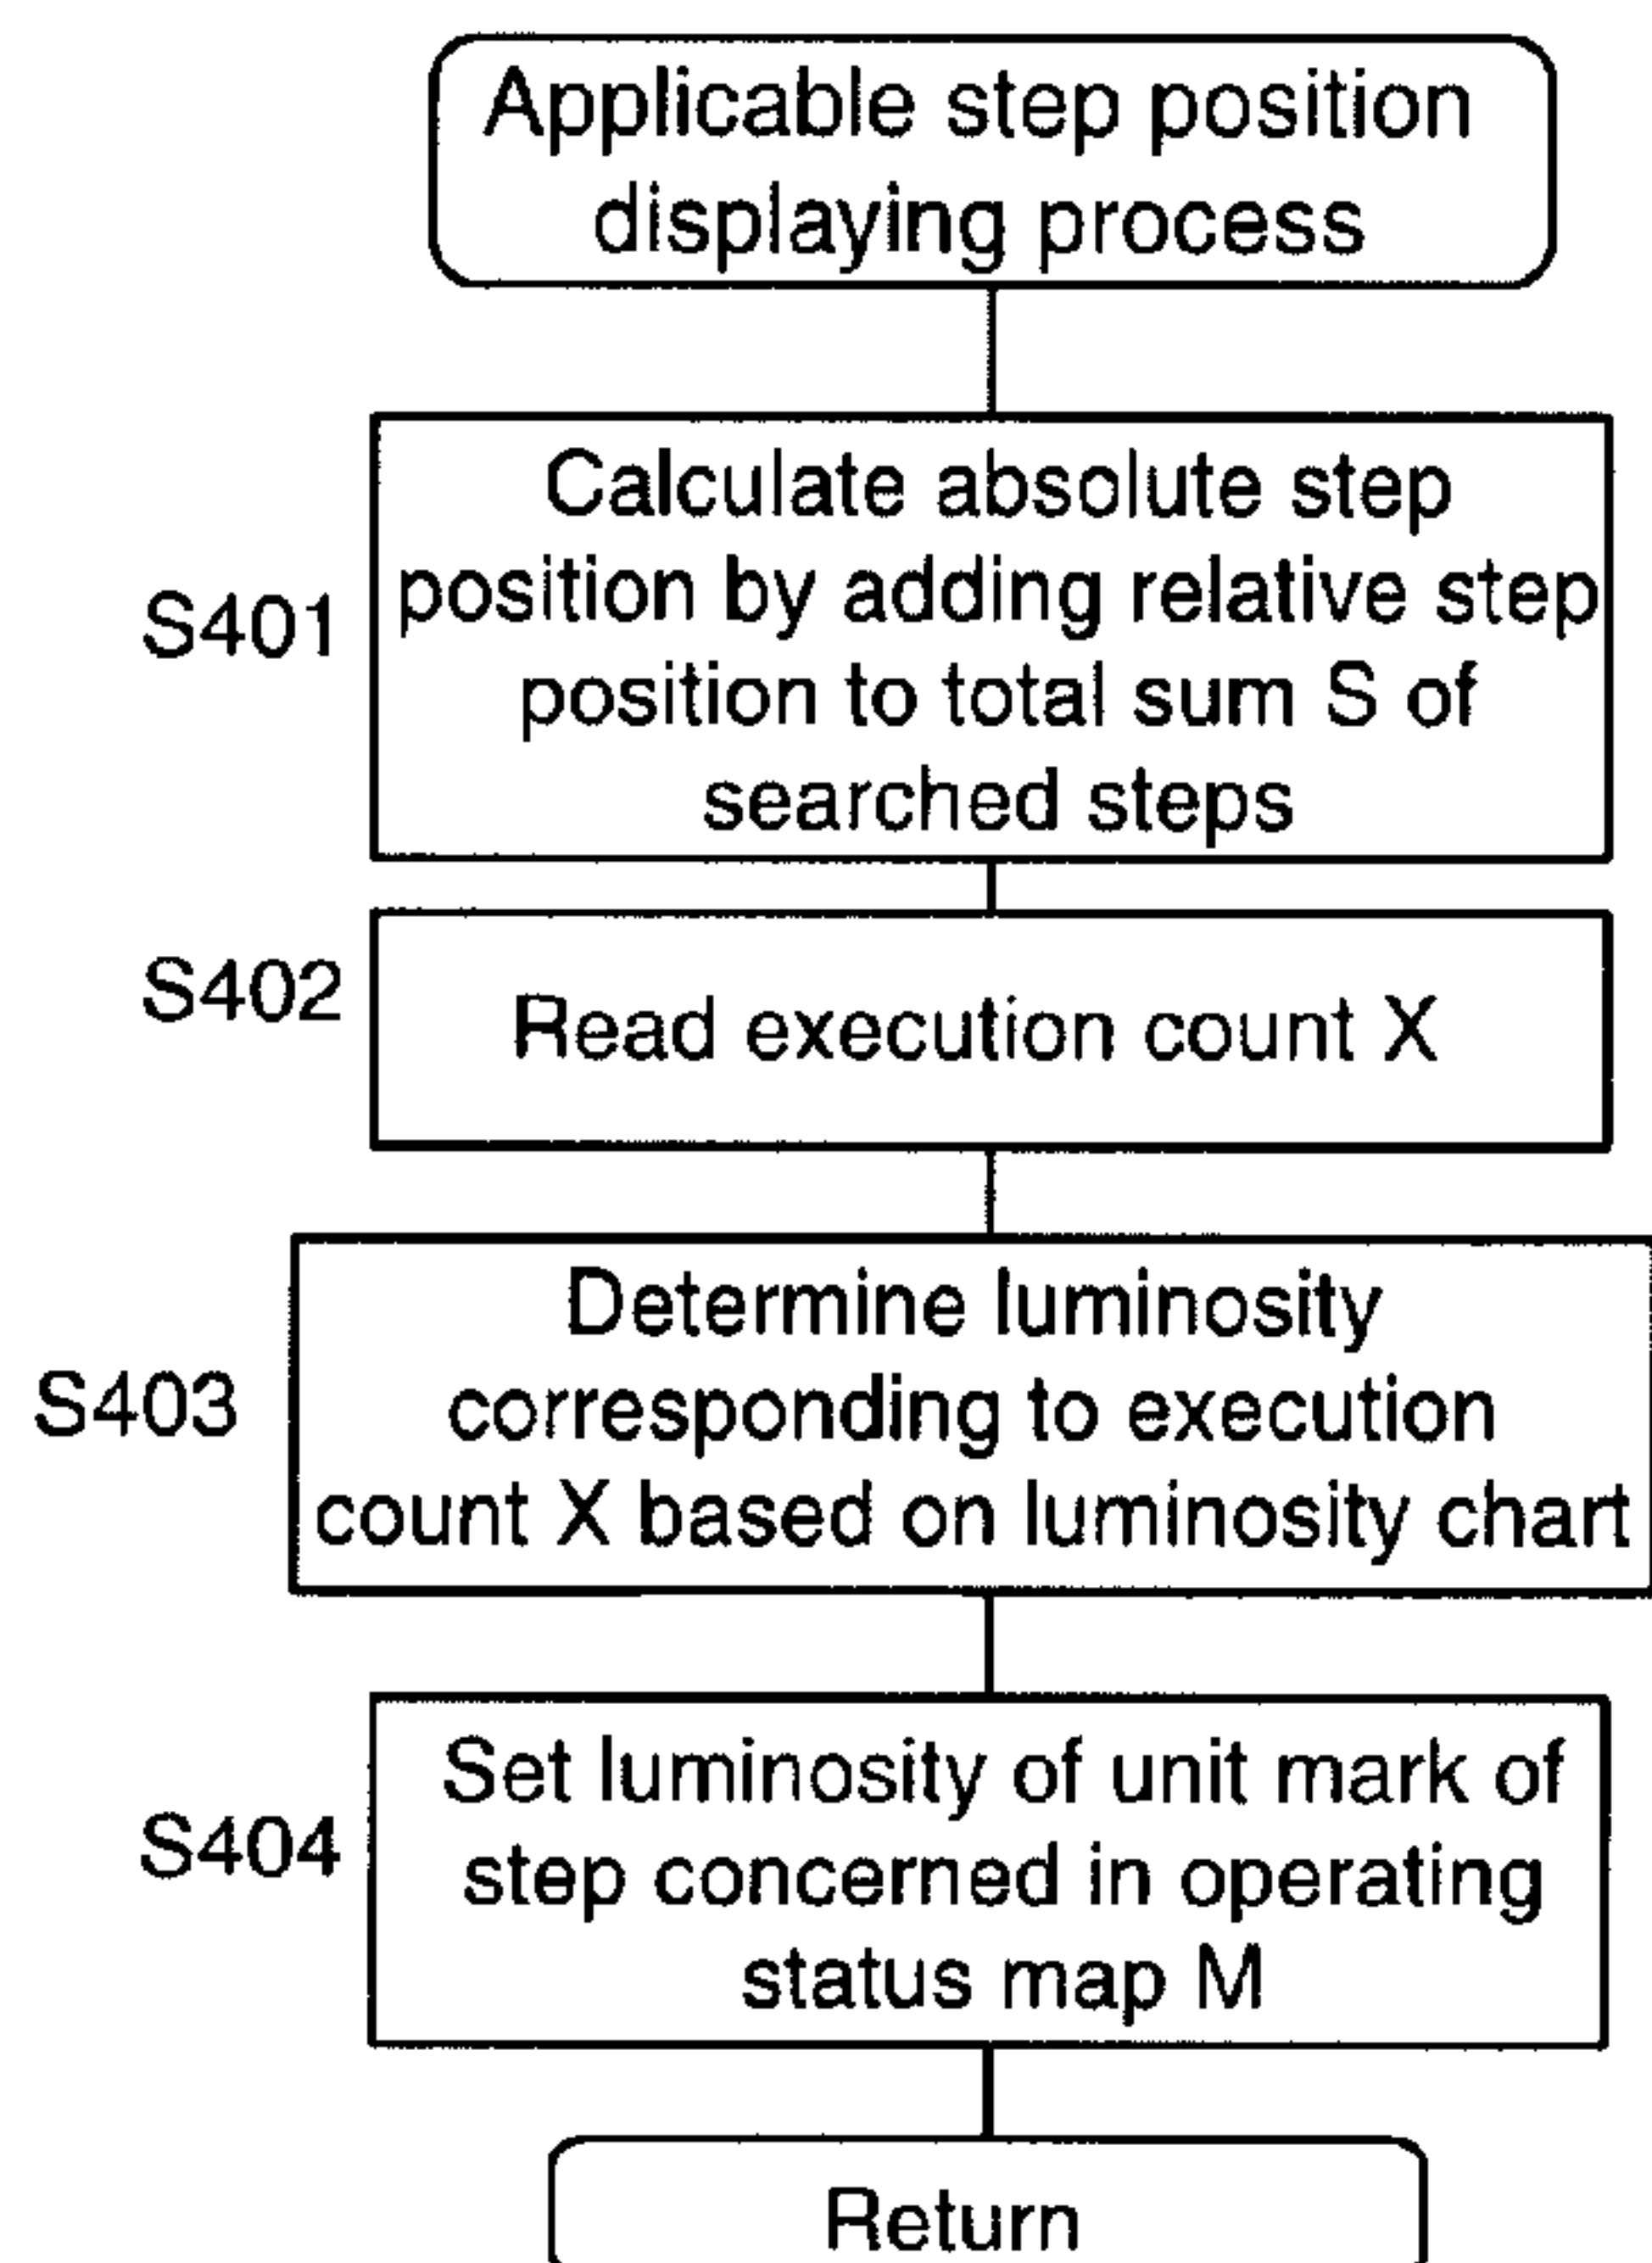 Applicable step position
displaying process
Calculate absolute step
position by adding relative step
S401
position to total sum S of
searched steps
S402
Read execution count X
Determine luminosity
S403
corresponding to execution
count X based on luminosity chart
Set luminosity of unit mark of
S404
step concerned in operating
status map M
Return